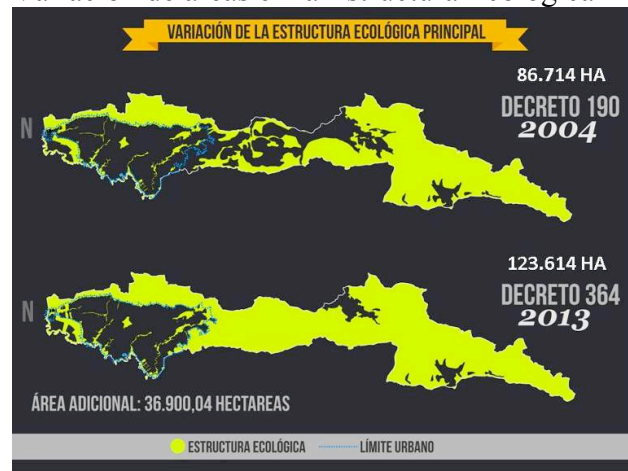 VARIACIÓN DE LA ESTRUCTURA ECOLÓGICA PRINCIPAL
86.714 HA
DECRETO 190
2004
N
123.614 HA
DECRETO 364
2013
N
ÁREA ADICIONAL: 36.900,04 HECTAREAS
ESTRUCTURA ECOLÓGICA
LÍMITE URBANO